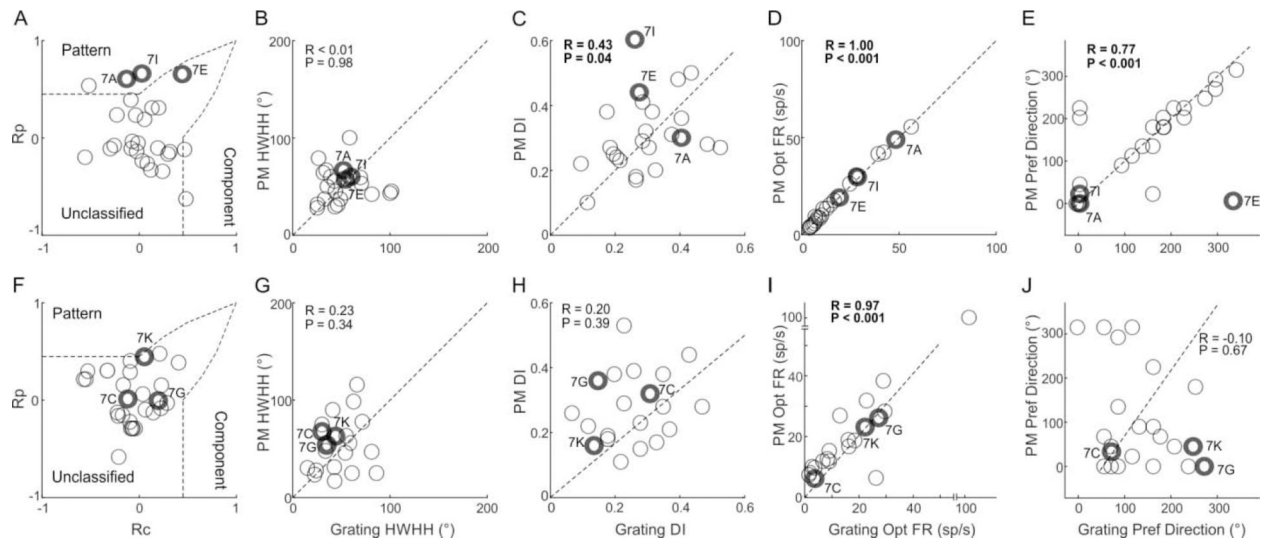 A
1
Pattern
7A
7I
7E
Rp
0
Unclassified
Component
-1
-1
0
1
B
200
R < 0.01
P = 0.98
PM HWHH (°)
100
7A
7I
7E
0
0
100
200
C
0.6
7I
R = 0.43
P = 0.04
7E
PM DI
0.4
7A
0.2
0
0
0.2
0.4
0.6
D
100
R = 1.00
P < 0.001
PM Opt FR (sp/s)
50
7A
7I
7E
0
0
50
100
E
R = 0.77
P < 0.001
PM Pref Direction (°)
300
200
100
0
7I
7A
7E
0
100
200
300
F
1
Pattern
7K
Rp
0
7C
7G
Unclassified
Component
-1
-1
0
1
Rc
G
200
R = 0.23
P = 0.34
PM HWHH (°)
100
7C
7K
7G
0
0
100
200
Grating HWHH (°)
H
0.6
R = 0.20
P = 0.39
PM DI
0.4
7G
7C
0.2
7K
0
0
0.2
0.4
0.6
Grating DI
I
R = 0.97
P < 0.001
PM Opt FR (sp/s)
100
40
20
0
7G
7K
7C
0
20
40
60
100
Grating Opt FR (sp/s)
J
R = -0.10
P = 0.67
PM Pref Direction (°)
300
200
100
0
7C
7K
7G
0
100
200
300
Grating Pref Direction (°)